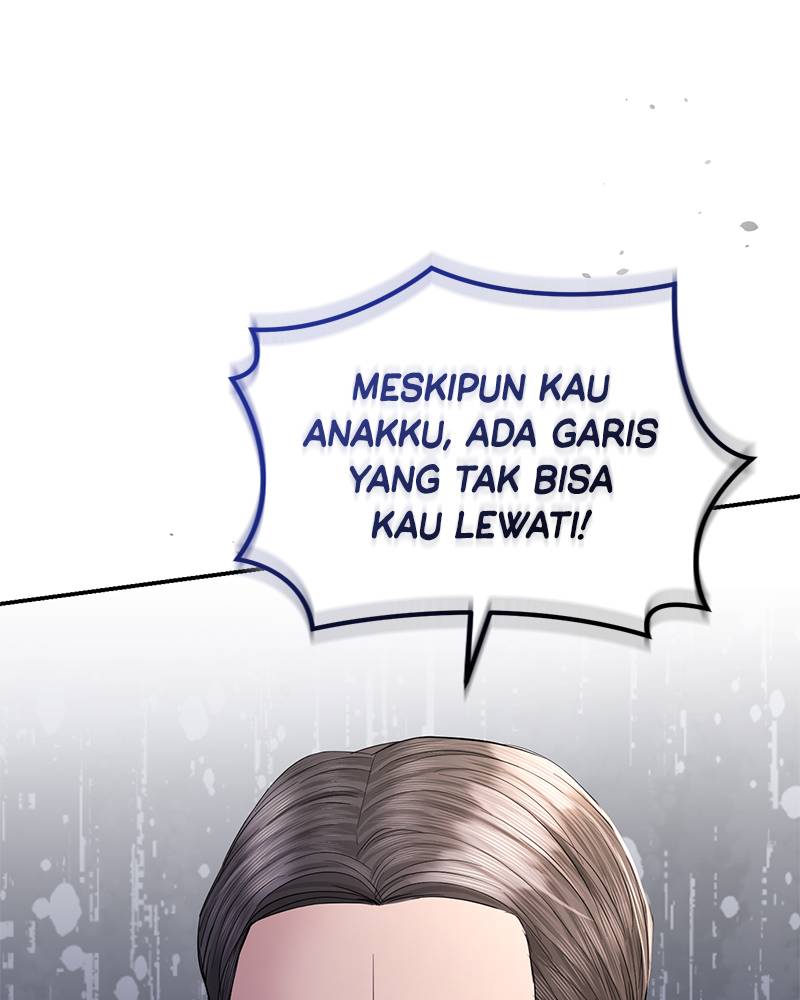 MESKIPUN KAU
ANAKKU, ADA GARIS
YANG TAK BISA
KAU LEWATI!